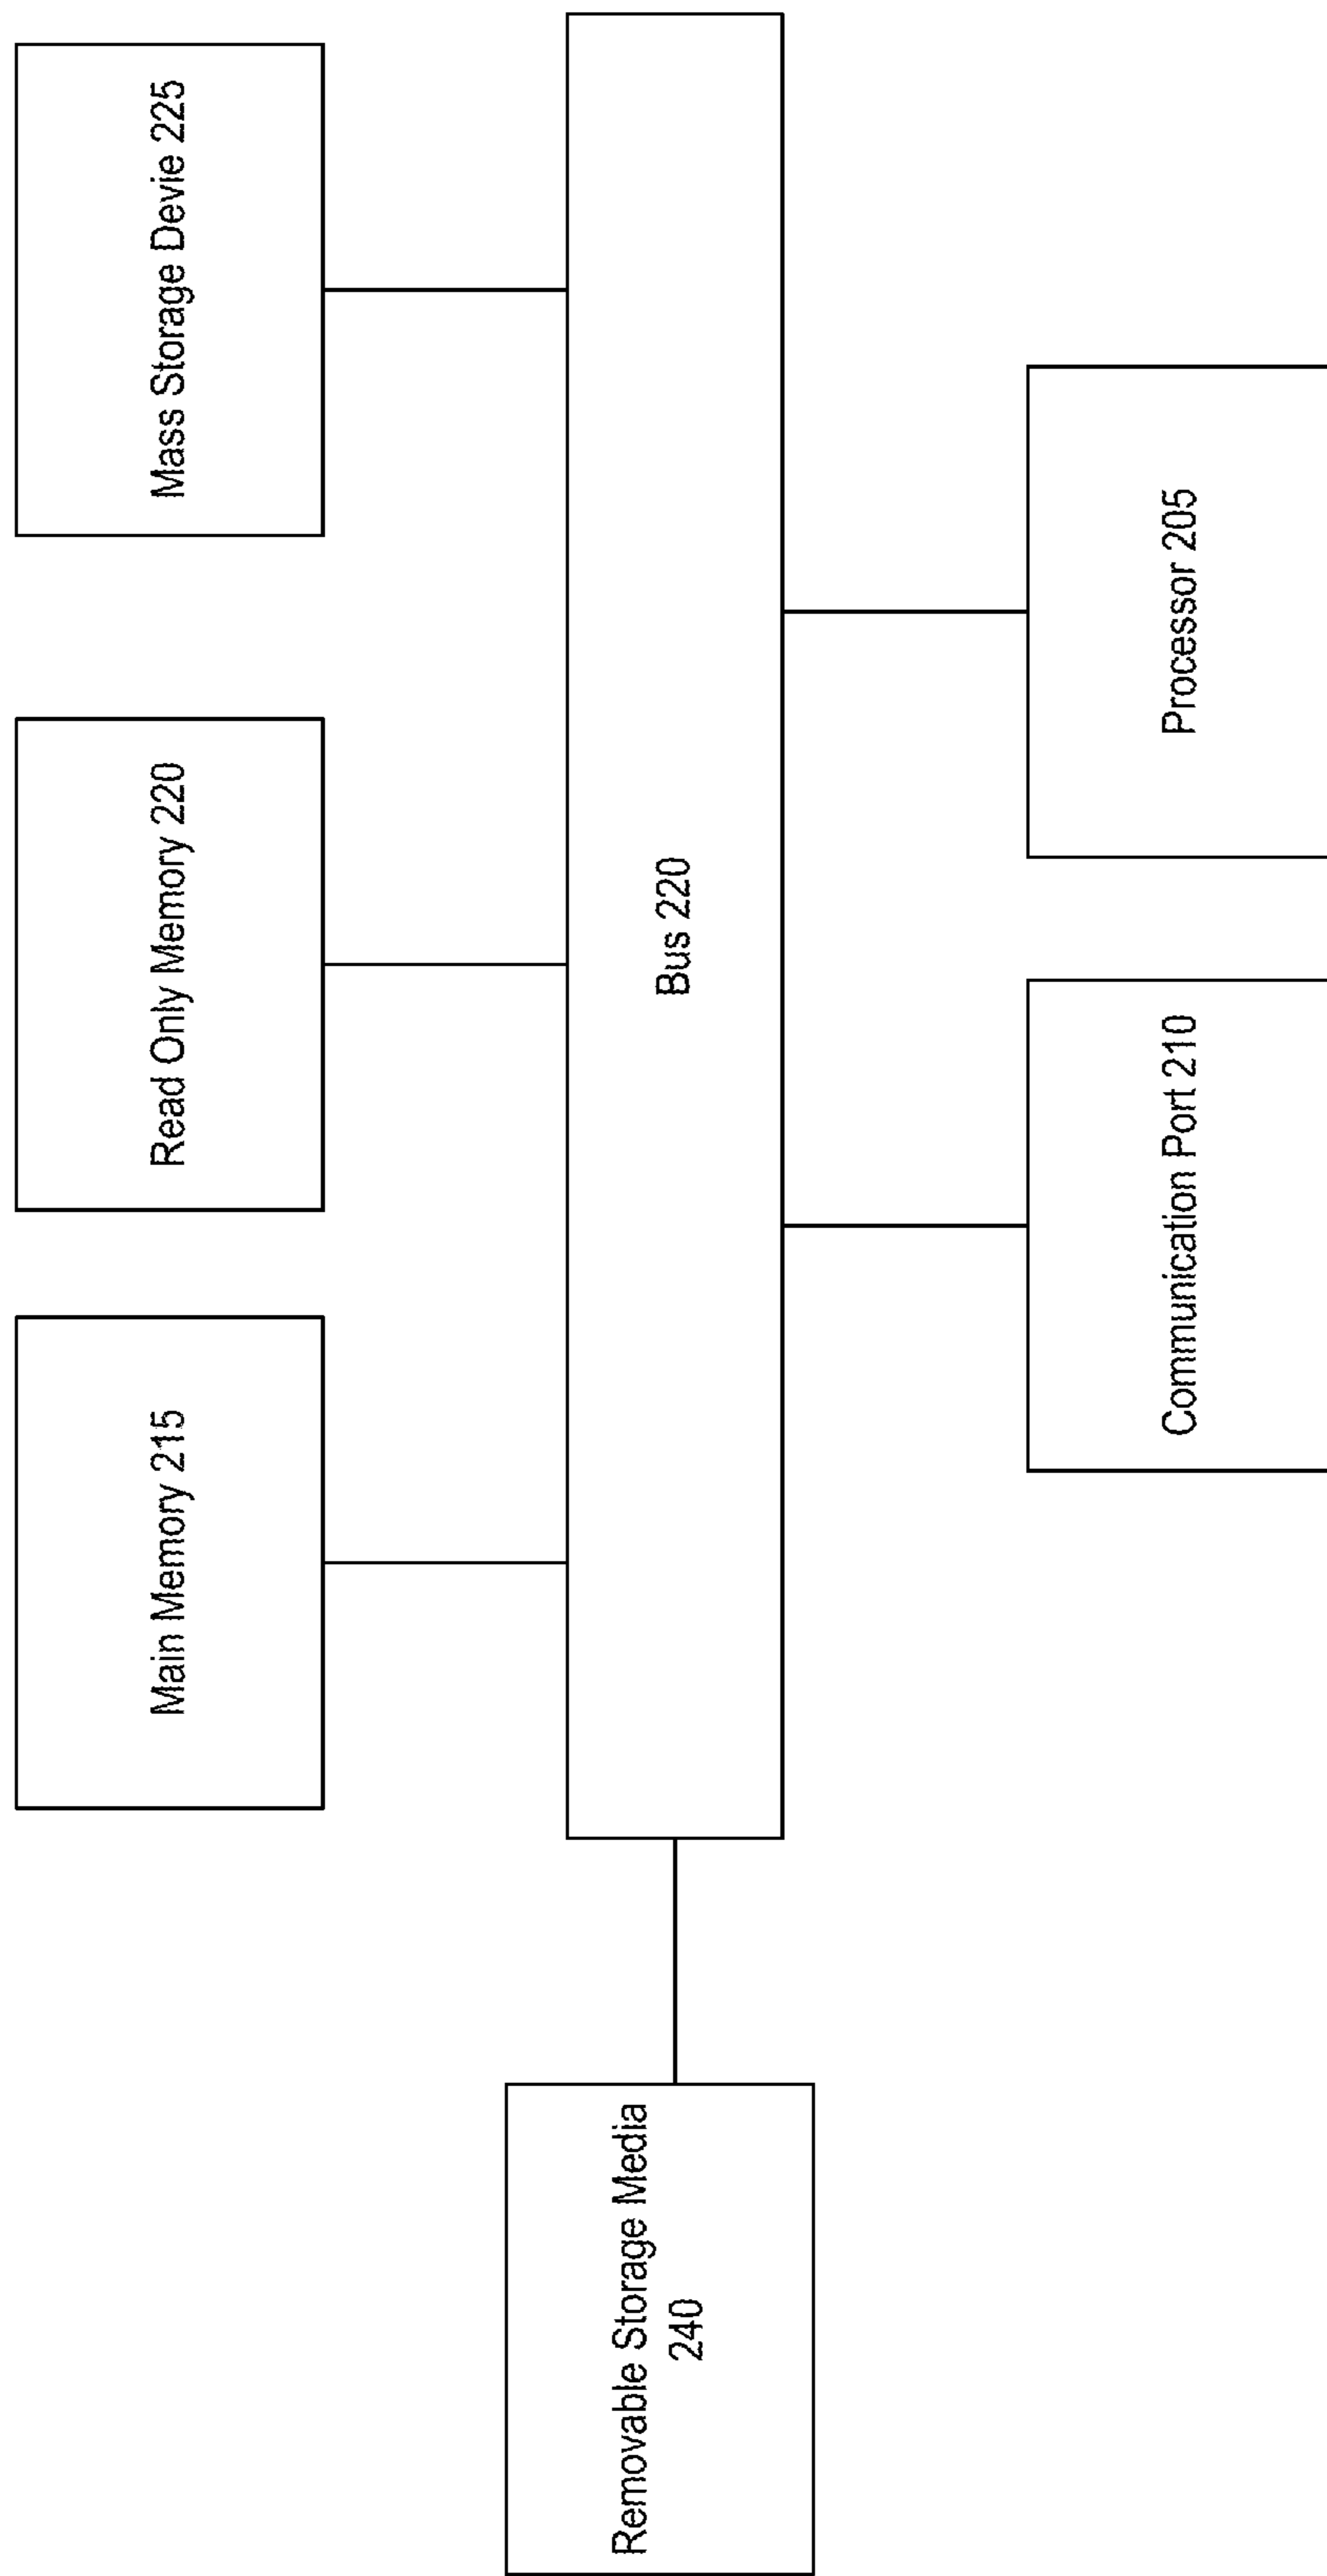 Main Memory 215
Read Only Memory 220
Mass Storage Devie 225
Removable Storage Media
240
Bus 220
Communication Port 210
Processor 205